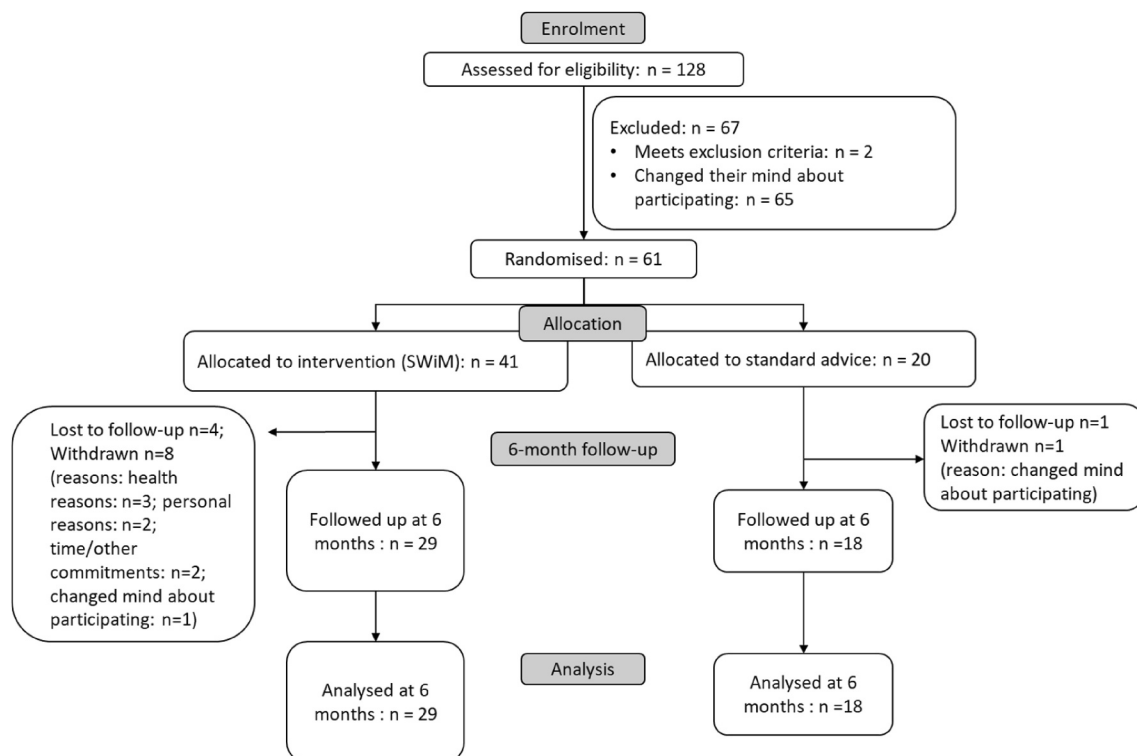 Enrolment
Assessed for eligibility: n = 128
Excluded: n = 67
• Meets exclusion criteria: n = 2
• Changed their mind about
participating: n = 65
Randomised: n = 61
Allocation
Allocated to intervention (SWiM): n = 41
Allocated to standard advice: n = 20
Lost to follow-up n=4;
Withdrawn n=8
(reasons: health
reasons: n=3; personal
reasons: n=2;
time/other
commitments: n=2;
changed mind about
participating: n=1)
6-month follow-up
Lost to follow-up n=1
Withdrawn n=1
(reason: changed mind
about participating)
Followed up at 6
months : n = 29
Followed up at 6
months : n =18
Analysis
Analysed at 6
months : n = 29
Analysed at 6
months : n =18